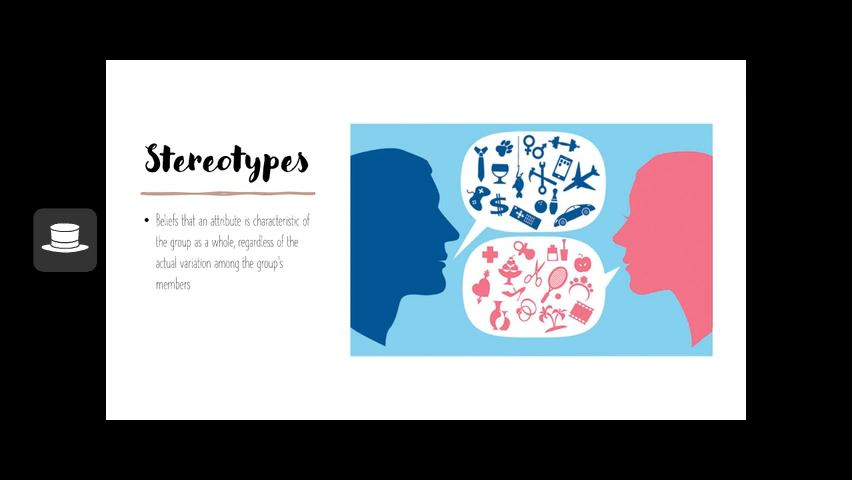 Stereotypes
• Beliefs that an attribute is characteristic of
the group as a whole, regardless of the
actual variation among the group's
members
$